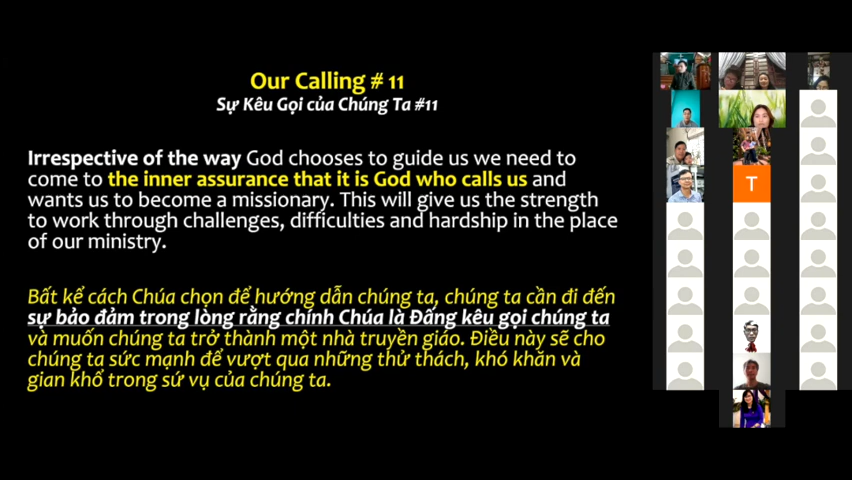 Our Calling # 11
Sự Kêu Gọi của Chúng Ta #11
Irrespective of the way God chooses to guide us we need to
come to the inner assurance that it is God who calls us and
wants us to become a missionary. This will give us the strength
to work through challenges, difficulties and hardship in the place
of our ministry.
Bất kể cách Chúa chọn để hướng dẫn chúng ta, chúng ta cần đi đến
sự bảo đảm trong lòng rằng chính Chúa là Đấng kêu gọi chúng ta
và muốn chúng ta trở thành một nhà truyền giáo. Điều này sẽ cho
chúng ta sức mạnh để vượt qua những thử thách, khó khăn và
gian khổ trong sứ vụ của chúng ta.
T